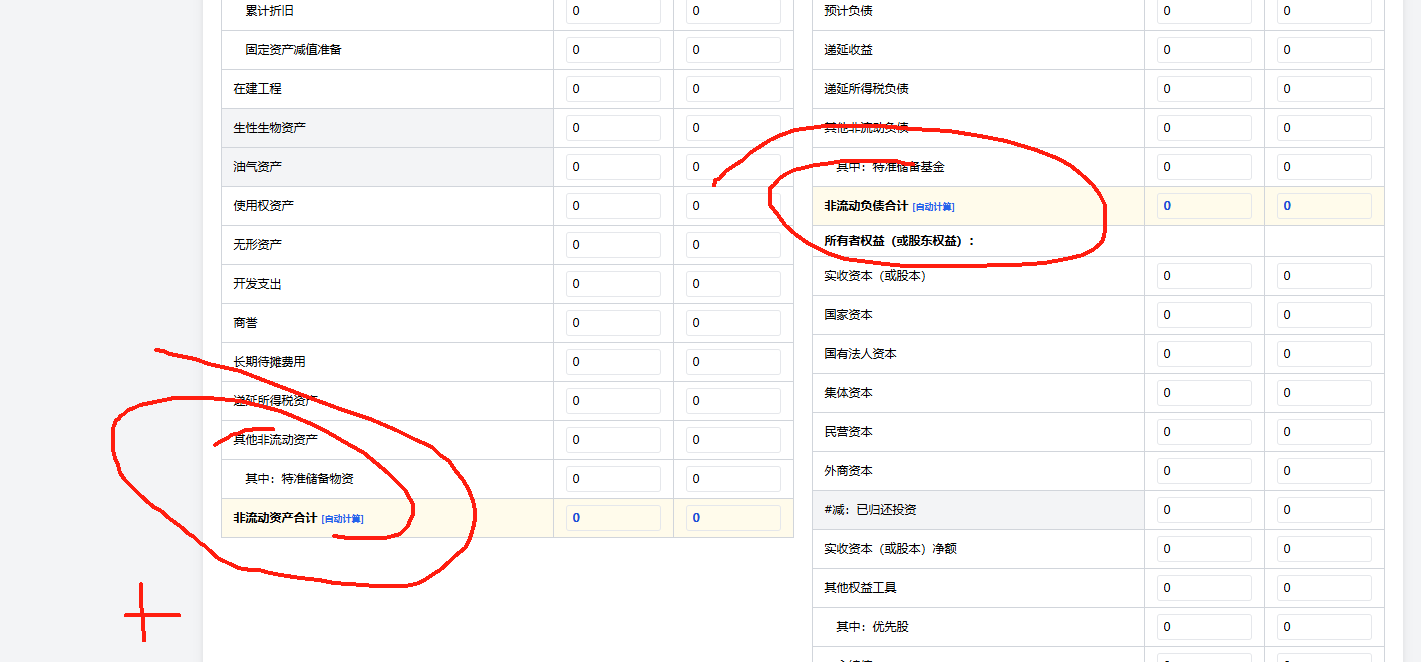 累计折旧 0 0 预计负债 0 0
固定资产减值准备 0 0 递延收益 0 0
在建工程 0 0 递延所得税负债 0 0
生性生物资产 0 0 其他非流动负债 0 0
油气资产 0 0 其中：特准储备基金 0 0
使用权资产 0 0 非流动负债合计 [自动计算] 0 0
所有者权益（或股东权益）：
无形资产 0 0 实收资本（或股本） 0 0
开发支出 0 0 国家资本 0 0
商誉 0 0 国有法人资本 0 0
长期待摊费用 0 0 集体资本 0 0
递延所得税资产 0 0 民营资本 0 0
其他非流动资产 0 0 外商资本 0 0
其中：特准储备物资 0 0 #减：已归还投资 0 0
非流动资产合计 [自动计算] 0 0 实收资本（或股本）净额 0 0
其他权益工具 0 0
其中：优先股 0 0